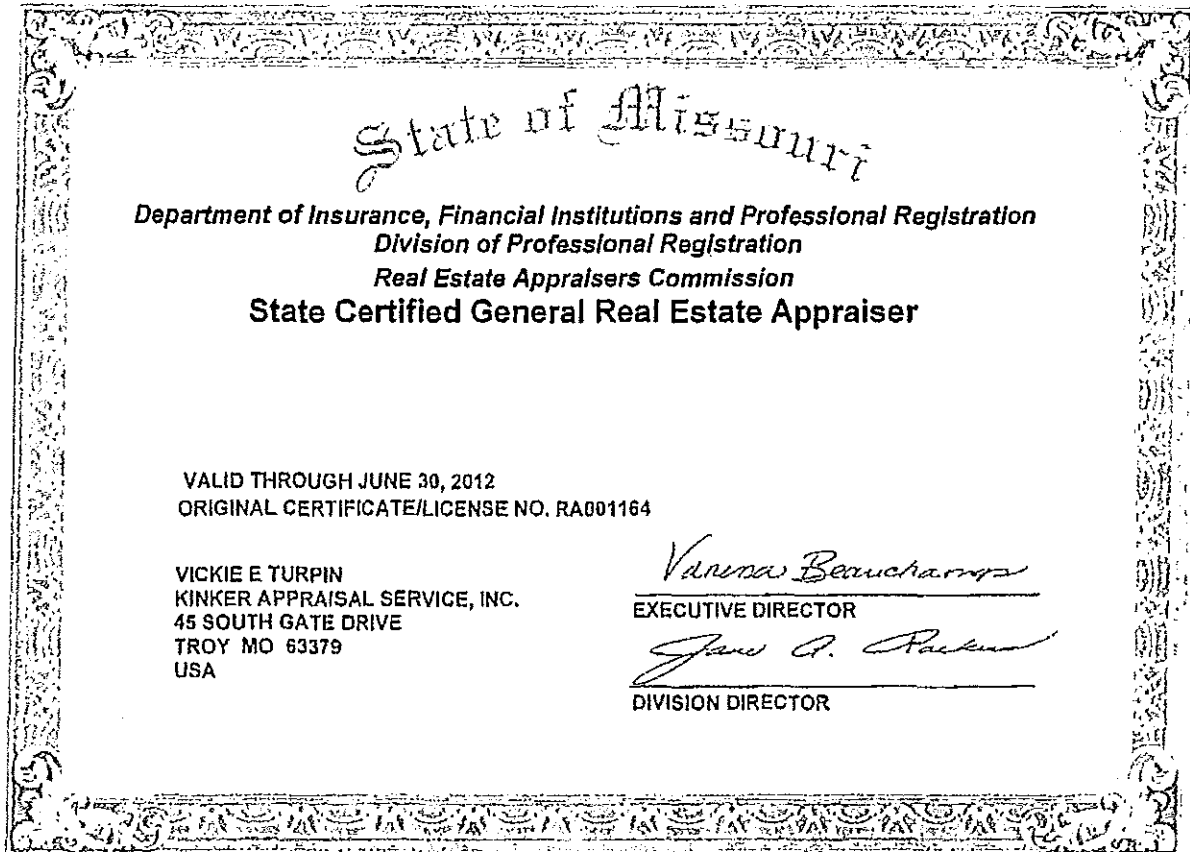 State of Missouri
Department of Insurance, Financial Institutions and Professional Registration
Division of Professional Registration
Real Estate Appraisers Commission
State Certified General Real Estate Appraiser
VALID THROUGH JUNE 30, 2012
ORIGINAL CERTIFICATE/LICENSE NO. RA001164
VICKIE E TURPIN
KINKER APPRAISAL SERVICE, INC.
45 SOUTH GATE DRIVE
TROY MO 63379
USA
Vanessa Beauchamp
EXECUTIVE DIRECTOR
Jane A.
DIVISION DIRECTOR